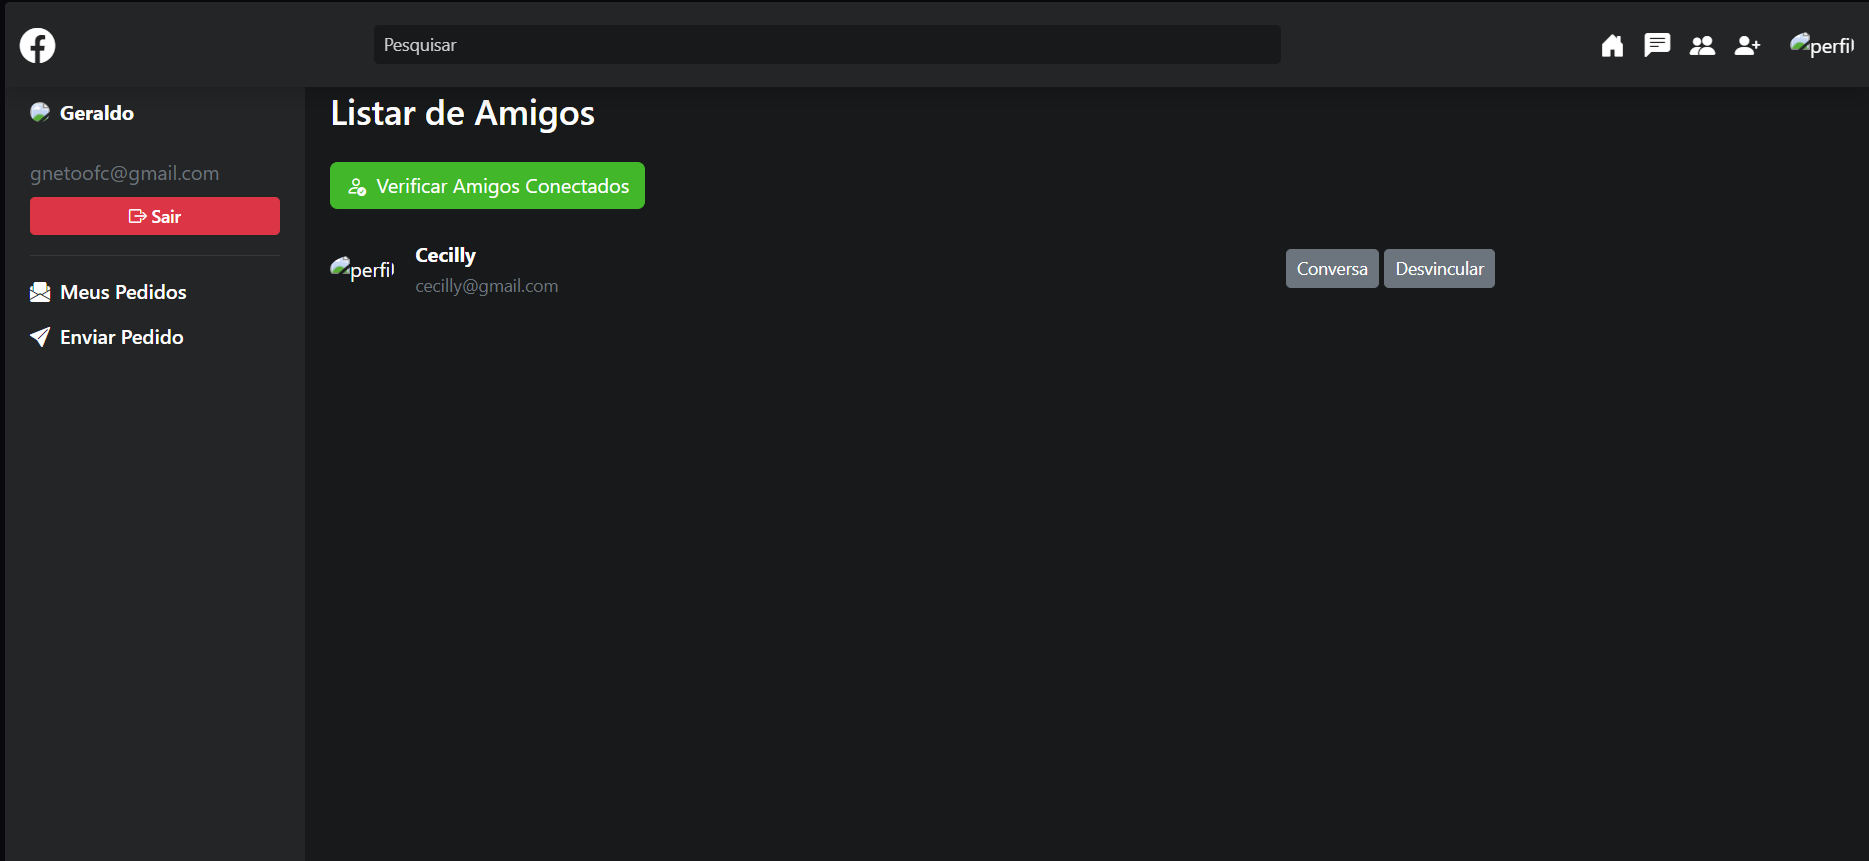 Pesquisar
perfil
Geraldo
gnetoofc@gmail.com
Sair
Meus Pedidos
Enviar Pedido
Listar de Amigos
Verificar Amigos Conectados
perfil
Cecilly
cecilly@gmail.com
Conversa
Desvincular